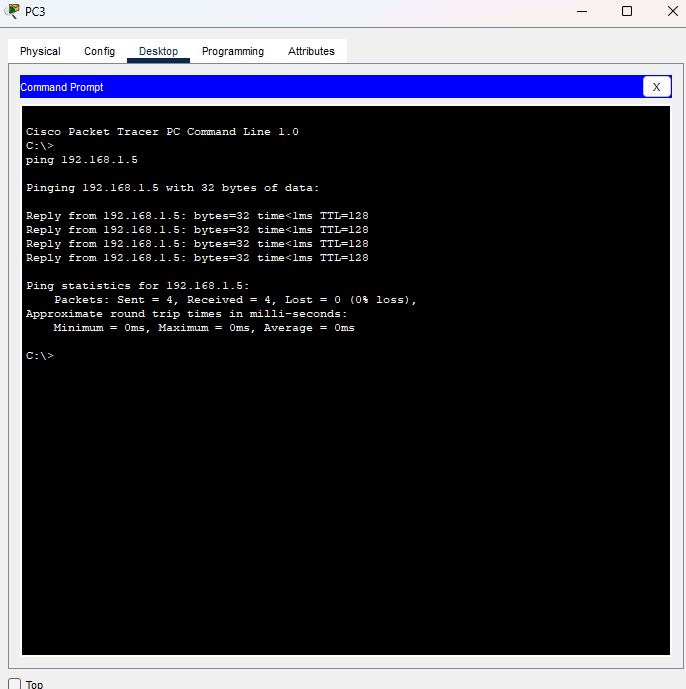 PC3
Physical Config Desktop Programming Attributes
Command Prompt
X
Cisco Packet Tracer PC Command Line 1.0
C:\>
ping 192.168.1.5
Pinging 192.168.1.5 with 32 bytes of data:
Reply from 192.168.1.5: bytes=32 time<1ms TTL=128
Reply from 192.168.1.5: bytes=32 time<1ms TTL=128
Reply from 192.168.1.5: bytes=32 time<1ms TTL=128
Reply from 192.168.1.5: bytes=32 time<1ms TTL=128
Ping statistics for 192.168.1.5:
Packets: Sent = 4, Received = 4, Lost = 0 (0% loss),
Approximate round trip times in milli-seconds:
Minimum = 0ms, Maximum = 0ms, Average = 0ms
C:\>
Top